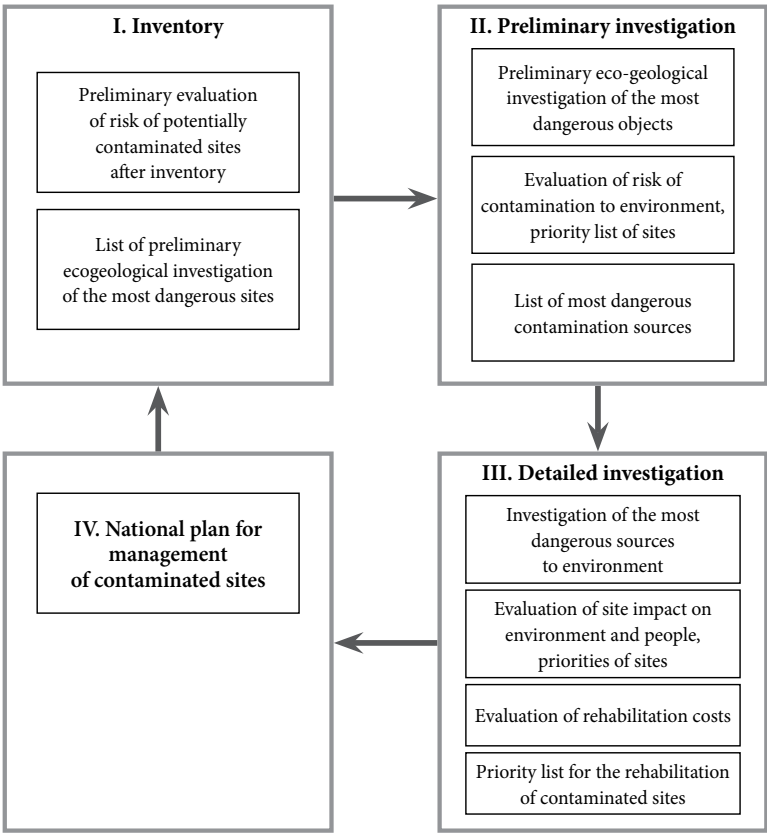 I. Inventory
Preliminary evaluation
of risk of potentially
contaminated sites
after inventory
List of preliminary
ecogeological investigation
of the most dangerous sites
II. Preliminary investigation
Preliminary eco-geological
investigation of the most
dangerous objects
Evaluation of risk of
contamination to environment,
priority list of sites
List of most dangerous
contamination sources
III. Detailed investigation
Investigation of the most
dangerous sources
to environment
Evaluation of site impact on
environment and people,
priorities of sites
Evaluation of rehabilitation costs
Priority list for the rehabilitation
of contaminated sites
IV. National plan for
management
of contaminated sites